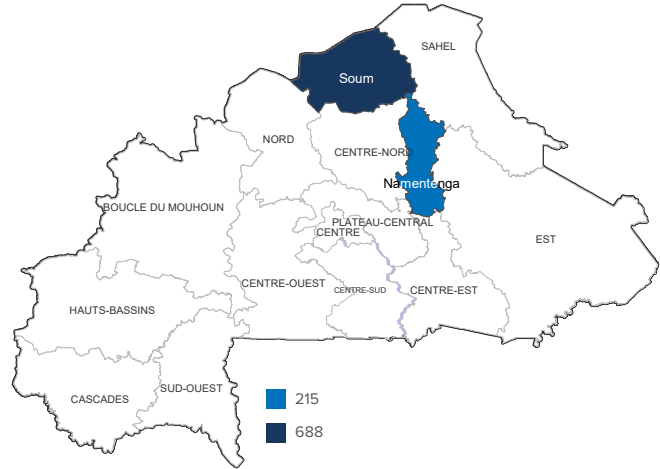 SAHEL
Soum
NORD
CENTRE-NORD
Namentenga
BOUCLE DU MOUHOUN
PLATEAU-CENTRAL
CENTRE
EST
CENTRE-OUEST
CENTRE-SUD
CENTRE-EST
HAUTS-BASSINS
SUD-OUEST
CASCADES
215
688